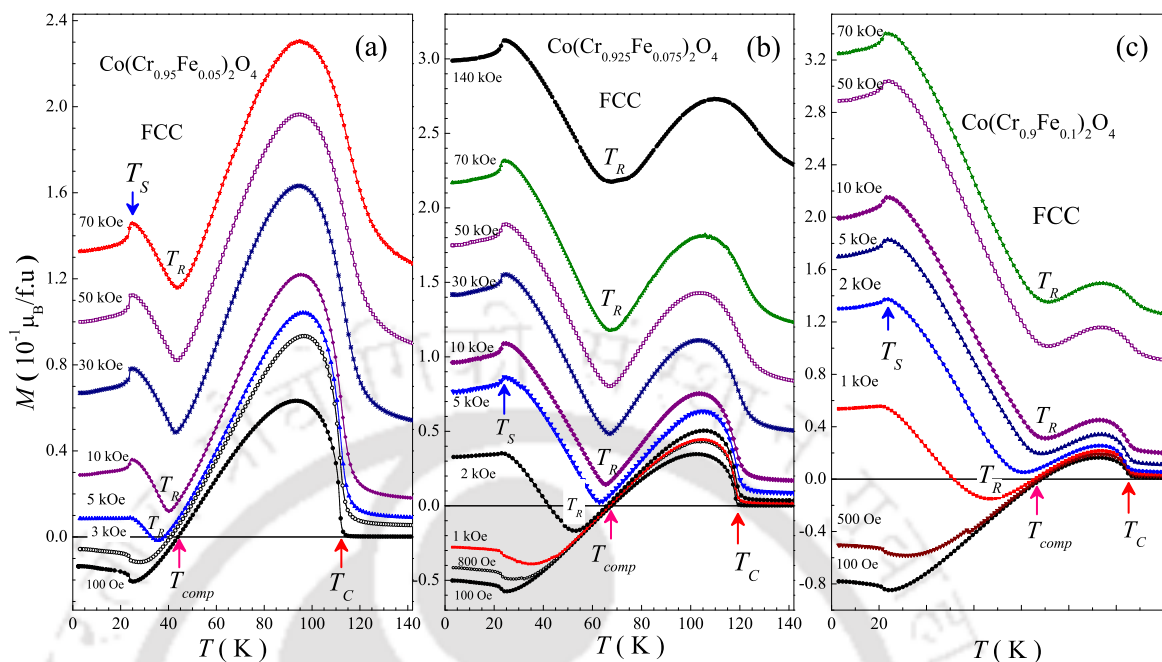 (a)
Co(Cr0.95Fe0.05)2O4
FCC
TS
TR
70 kOe
50 kOe
30 kOe
10 kOe
5 kOe
TR
3 kOe
TR
100 Oe
Tcomp
TC
2.4
2.0
1.6
1.2
0.8
0.4
0.0
M ( 10-1 μB/f.u )
0 20 40 60 80 100 120 140
T ( K )
(b)
Co(Cr0.925Fe0.075)2O4
140 kOe
FCC
TR
70 kOe
50 kOe
30 kOe
10 kOe
5 kOe
TS
TR
2 kOe
TR
1 kOe
800 Oe
100 Oe
Tcomp
TC
3.0
2.5
2.0
1.5
1.0
0.5
0.0
-0.5
0 20 40 60 80 100 120 140
T ( K )
(c)
70 kOe
50 kOe
Co(Cr0.9Fe0.1)2O4
10 kOe
FCC
5 kOe
2 kOe
TR
TS
1 kOe
TR
TR
500 Oe
100 Oe
Tcomp
TC
3.2
2.8
2.4
2.0
1.6
1.2
0.8
0.4
0.0
-0.4
-0.8
20
T ( K )